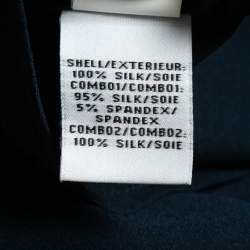 SHELL/EXTERIEUR:
100% SILK/SOIE
COMBO1/COMBO1:
95% SILK/SOIE
5% SPANDEX/
SPANDEX
COMBO2/COMBO2:
100% SILK/SOIE